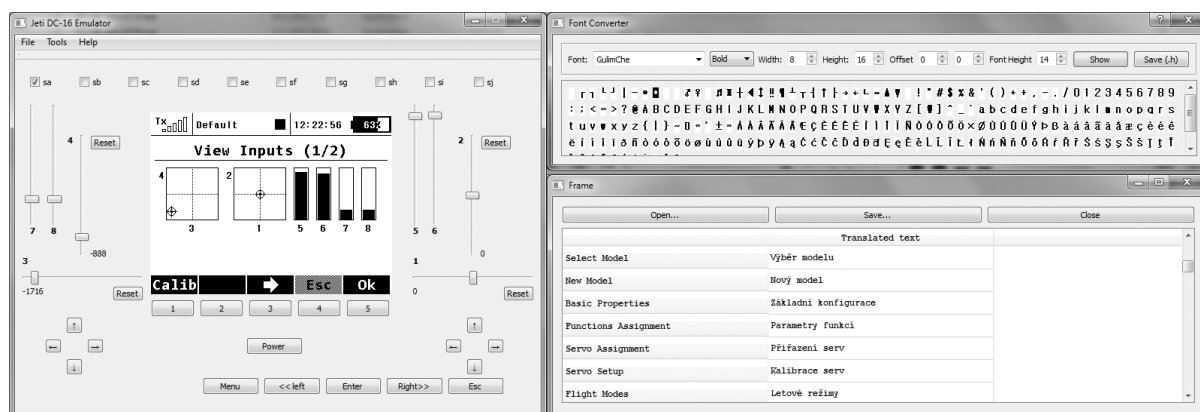 Jeti DC-16 Emulator
File Tools Help
sa sb sc sd se sf sg sh si sj
4 Reset
7 8
-888
3
-1716 Reset
Tx Default 12:22:56 63%
View Inputs (1/2)
4 2
3 1 5 6 7 8
Calib Esc Ok
1 2 3 4 5
2 Reset
5 6
0
1
0 Reset
↑
← →
↓
Power
↑
← →
↓
Menu << left Enter Right>> Esc
Font Converter
Font: GulimChe Bold Width: 8 Height: 16 Offset 0 0 Font Height 14 Show Save (.h)
! " # $ % & ' ( ) + + , - . / 0 1 2 3 4 5 6 7 8 9
: ; < = > ? @ A B C D E F G H I J K L M N O P Q R S T U V W X Y Z [ ₩ ] ^ _ ` a b c d e f g h i j k l m n o p q r s
t u v w x y z { | } ~
Frame
Open... Save... Close
Translated text
Select Model Výběr modelu
New Model Nový model
Basic Properties Základní konfigurace
Functions Assignment Parametry funkcí
Servo Assignment Přiřazení serv
Servo Setup Kalibrace serv
Flight Modes Letové režimy